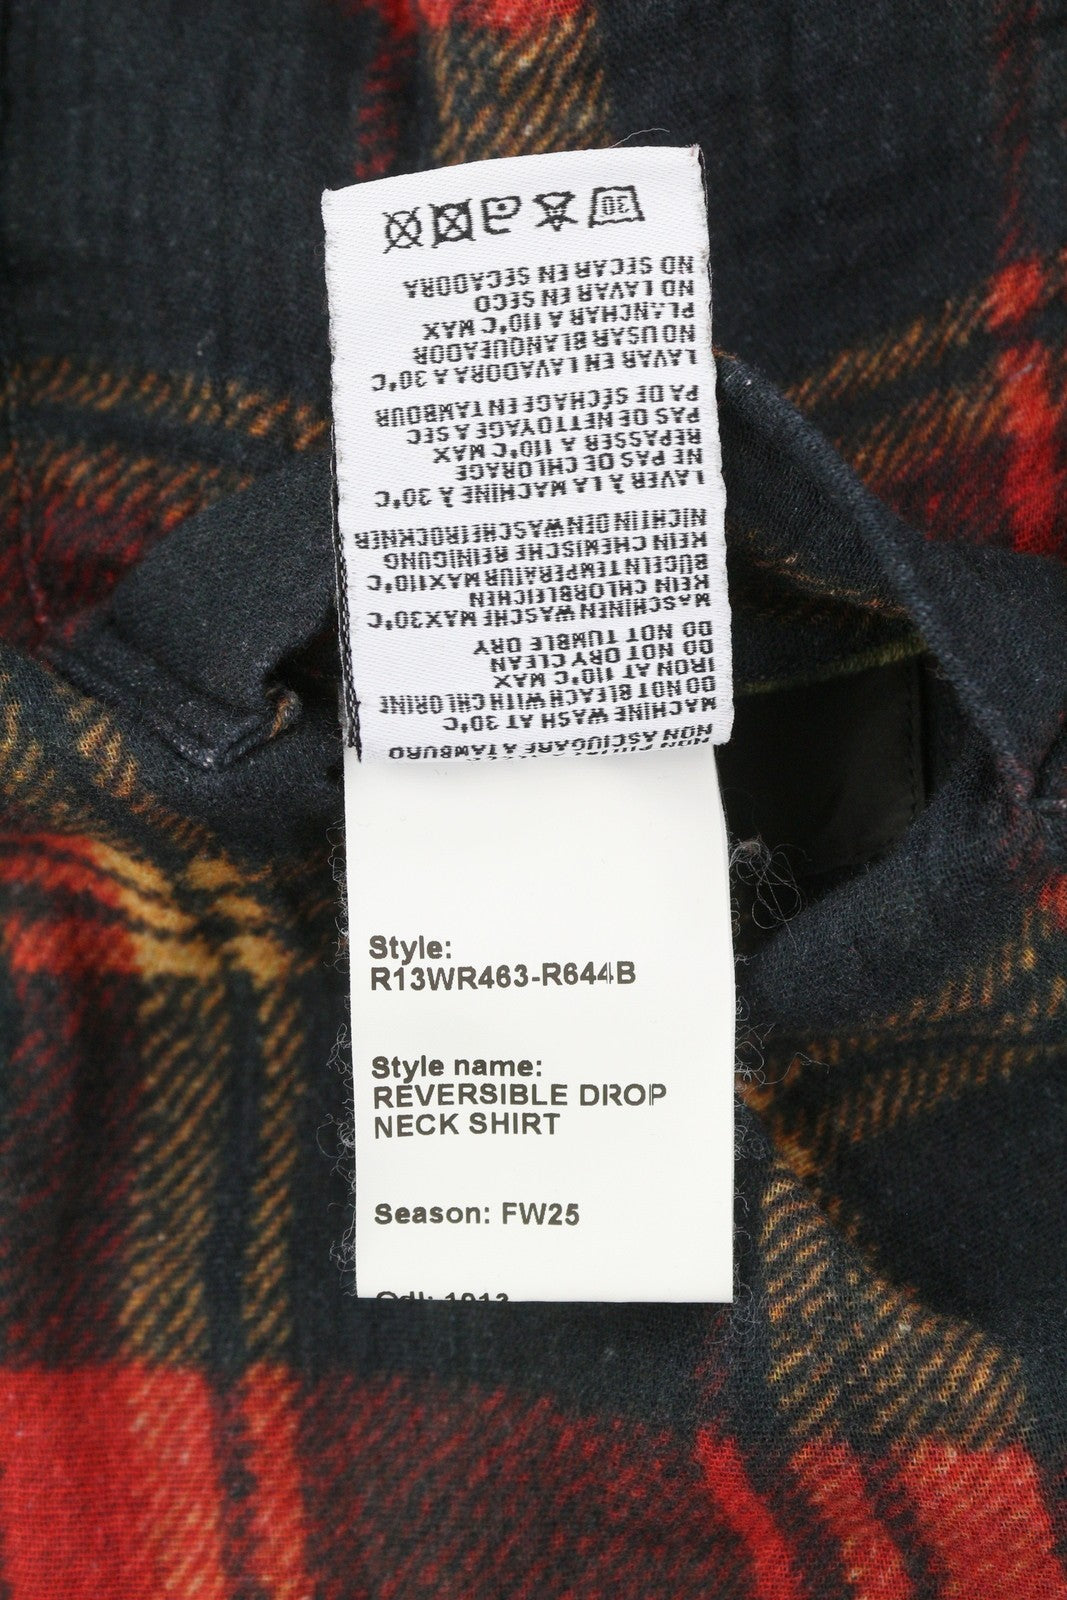 NON ASCIUGARE A TAMBURO
MACHINE WASH AT 30°C
DO NOT BLEACH WITH CHLORINE
IRON AT 110°C MAX
DO NOT DRY CLEAN
DO NOT TUMBLE DRY
MASCHINEN WASCHE MAX30°C
KEIN CHLORBLEICHEN
BUGELNTEMPERATUR MAX110°C
KEIN CHEMISCHE REINIGUNG
NICHT IN DEN WASCHETROCKNER
LAVER À LA MACHINE À 30°C
NE PAS DE CHLORAGE
REPASSER A 110°C MAX
PAS DE NETTOYAGE A SEC
PA DE SÉCHAGE EN TAMBOUR
LAVAR EN LAVADORA A 30°C
NO USAR BLANQUEADOR
PLANCHAR A 110°C MAX
NO LAVAR EN SECO
NO SECAR EN SECADORA
30
Style:
R13WR463-R644B
Style name:
REVERSIBLE DROP
NECK SHIRT
Season: FW25